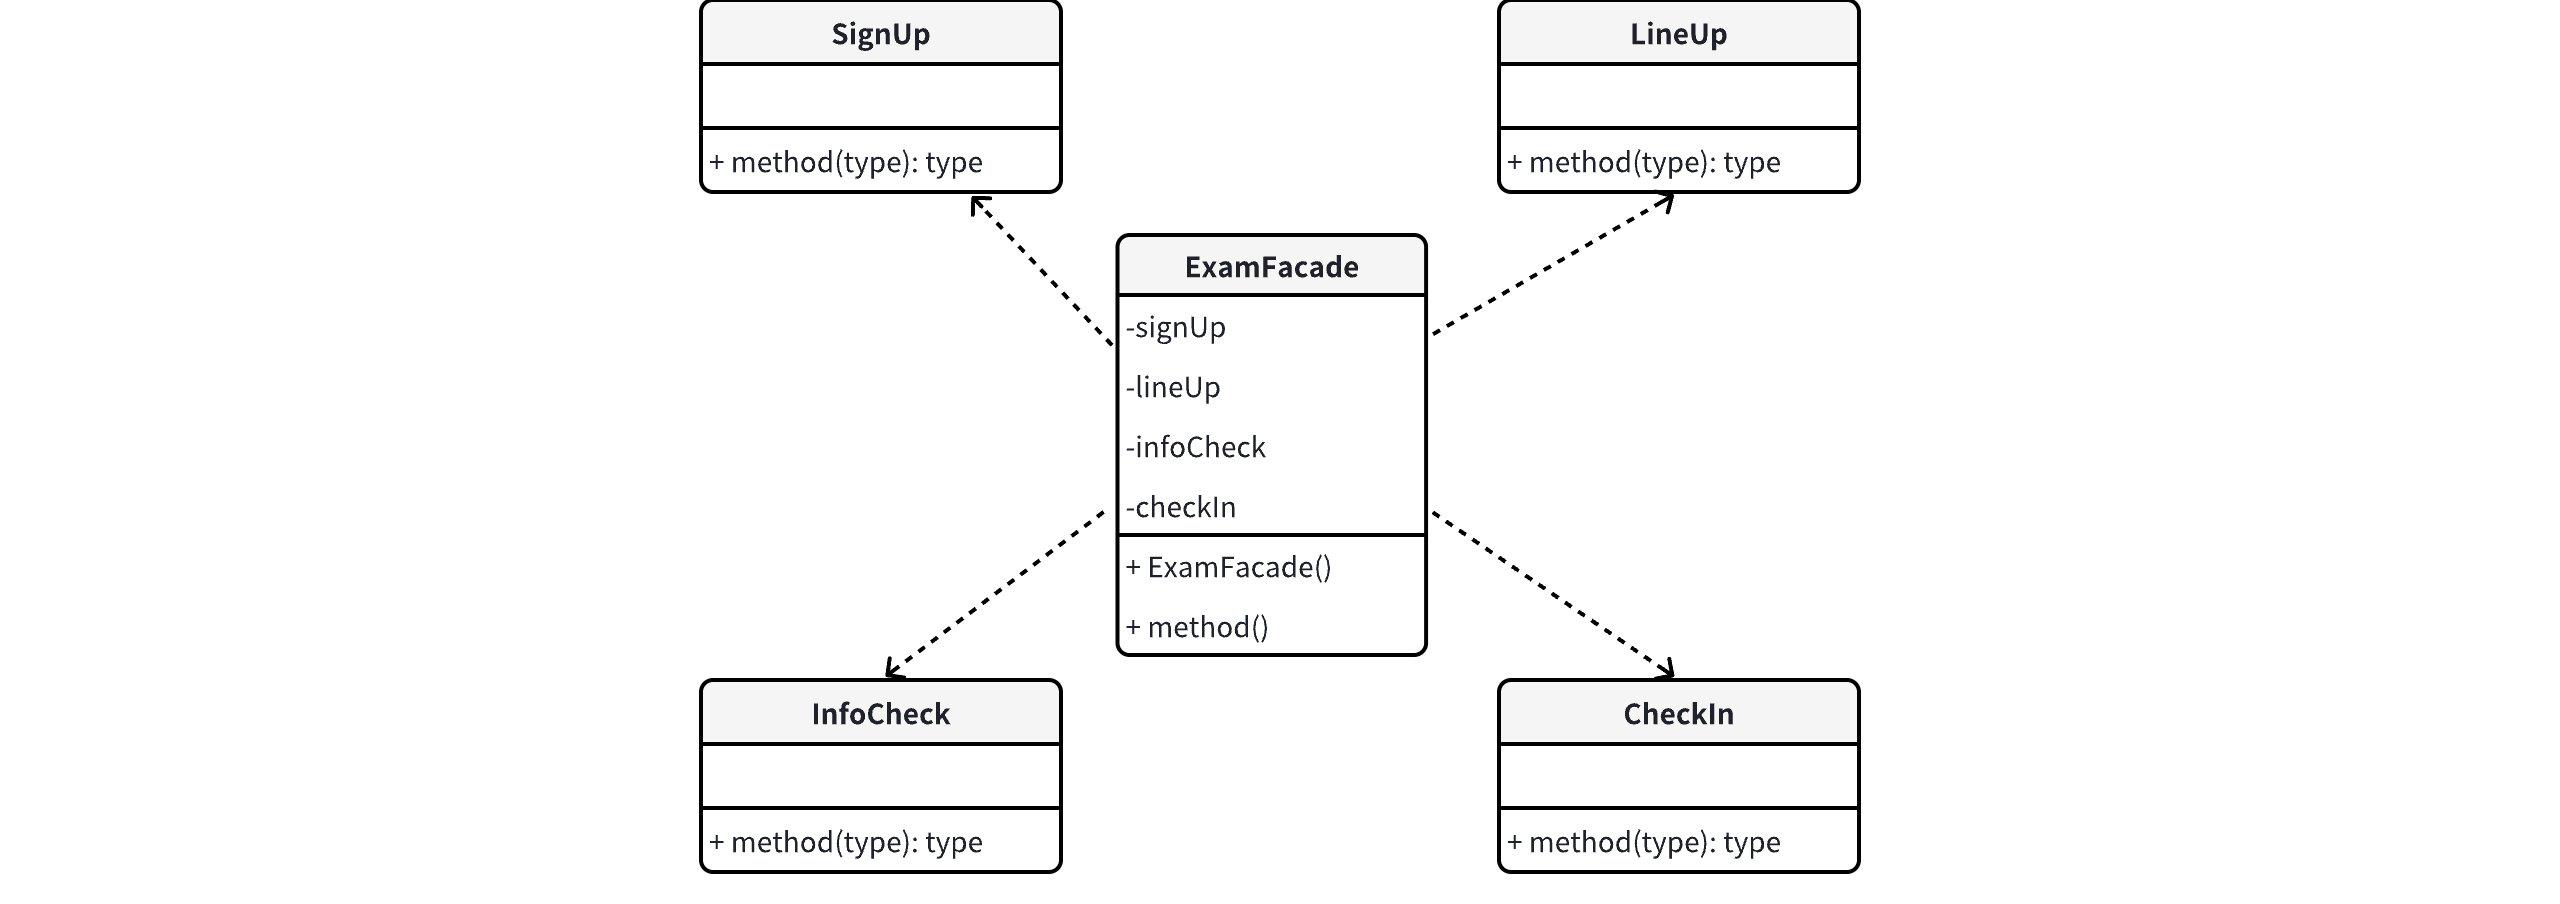 SignUp
+ method(type): type
LineUp
+ method(type): type
ExamFacade
-signUp
-lineUp
-infoCheck
-checkIn
+ ExamFacade()
+ method()
InfoCheck
+ method(type): type
CheckIn
+ method(type): type